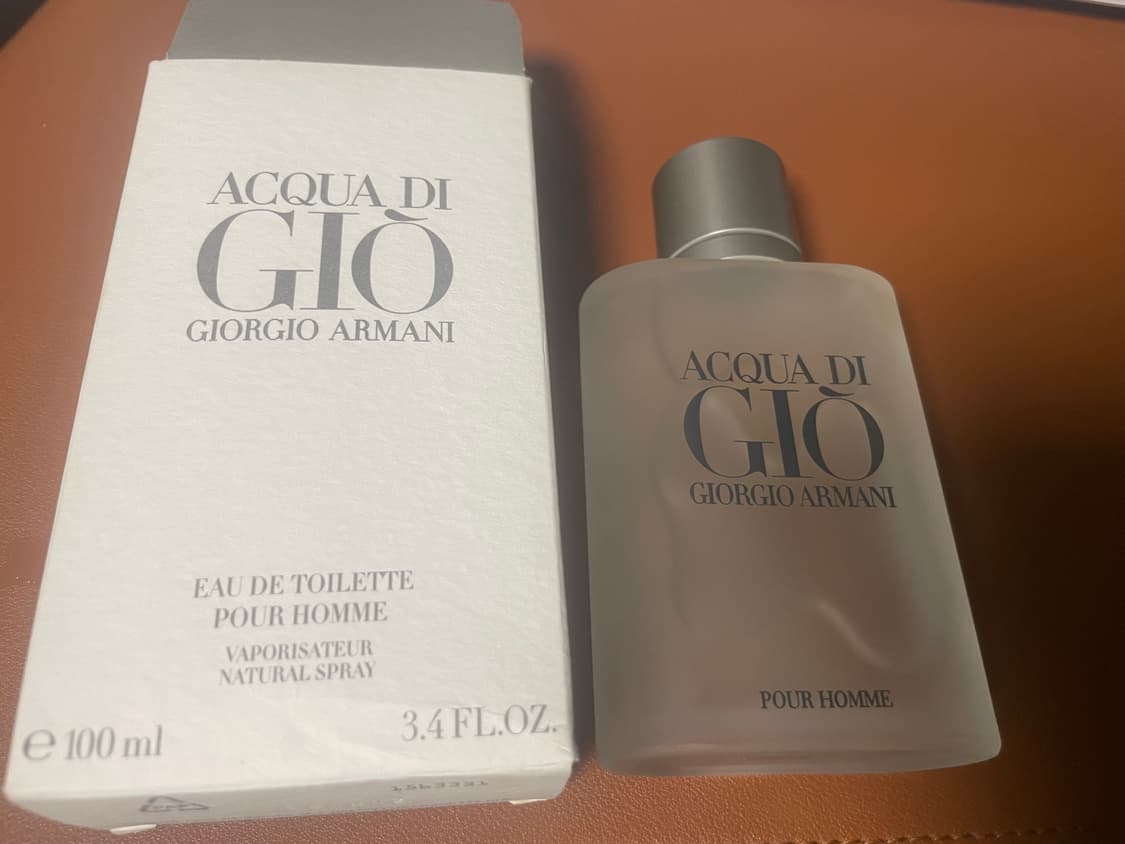 ACQUA DI
GIÒ
GIORGIO ARMANI
EAU DE TOILETTE
POUR HOMME
VAPORISATEUR
NATURAL SPRAY
℮ 100 ml
3.4 FL.OZ.
ACQUA DI
GIÒ
GIORGIO ARMANI
POUR HOMME